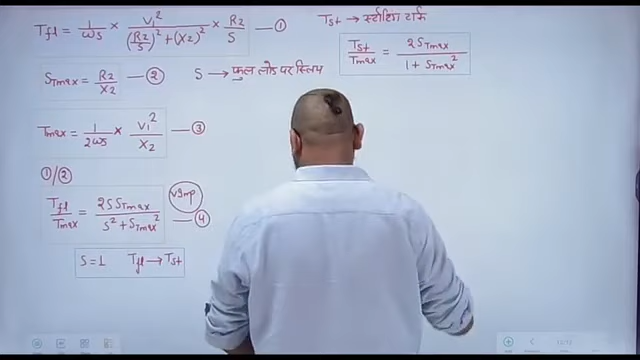 Tfl = 1/ωs × V1²/((R2/S)² + (X2)²) × R2/S —①
STmax = R2/X2 —② S → फुल लोड पर स्लिप
Tmax = 1/2ωs × V1²/X2 —③
①/②
Tfl/Tmax = 2S STmax/(S² + STmax²) —④ VImp
S=1 Tfl → Tst
Tst → स्टार्टिंग टार्क
Tst/Tmax = 2STmax/(1 + STmax²)